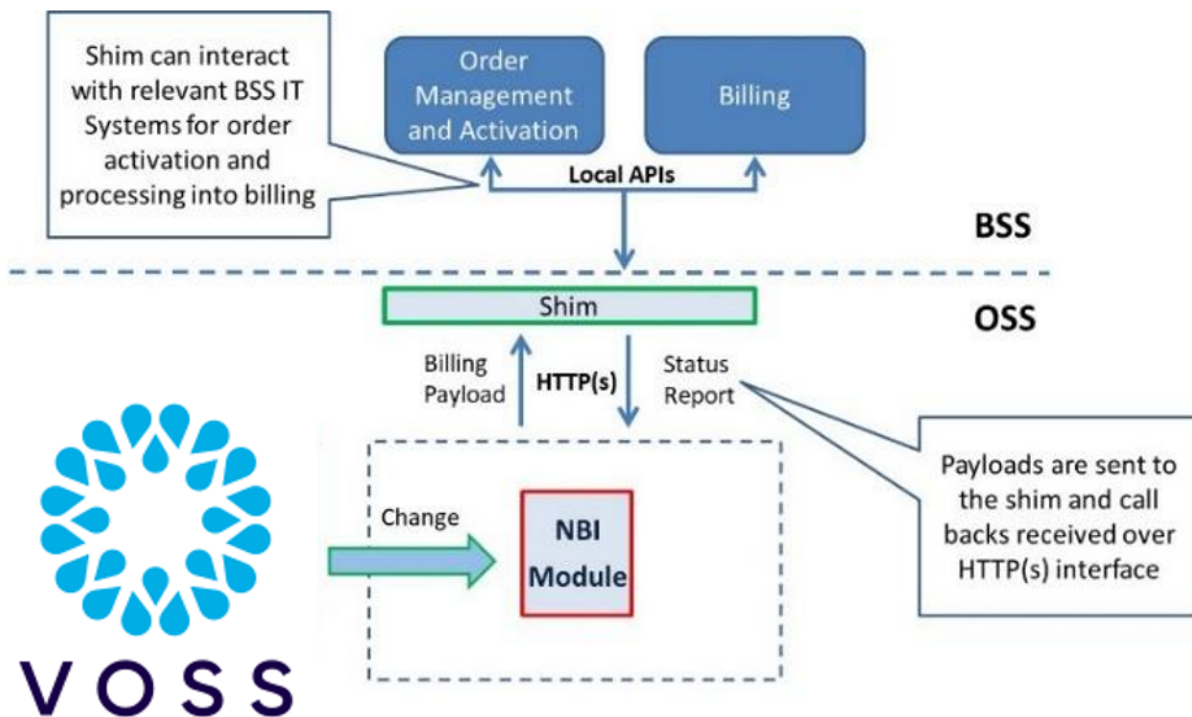 Shim can interact
with relevant BSS IT
Systems for order
activation and
processing into billing
Order
Management
and Activation
Billing
Local APIs
BSS
Shim
OSS
Billing
Payload
HTTP(s)
Status
Report
Change
NBI
Module
Payloads are sent to
the shim and call
backs received over
HTTP(s) interface
VOSS